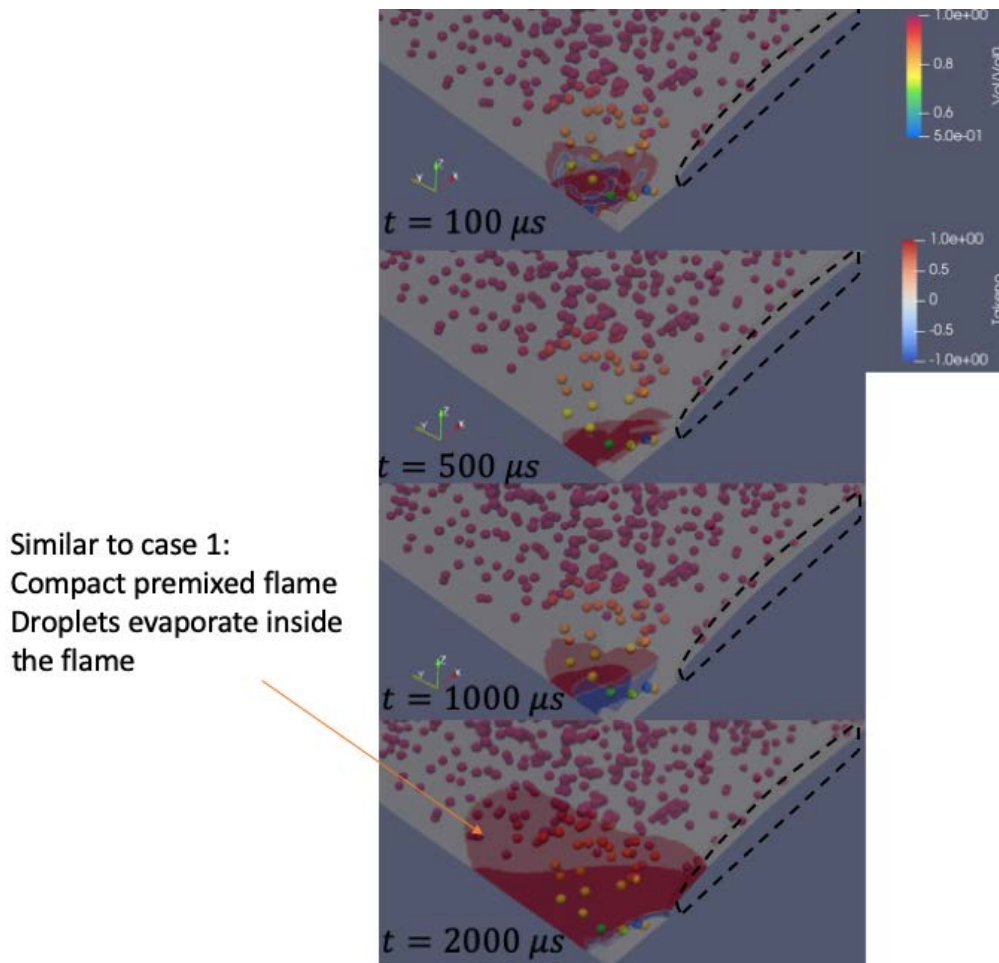 1.0e+00
0.8
0.6
5.0e-01
Z
Y
X
t = 100 μs
1.0e+00
0.5
0
-0.5
-1.0e+00
Z
Y
X
t = 500 μs
Similar to case 1:
Compact premixed flame
Droplets evaporate inside
the flame
Z
Y
X
t = 1000 μs
t = 2000 μs